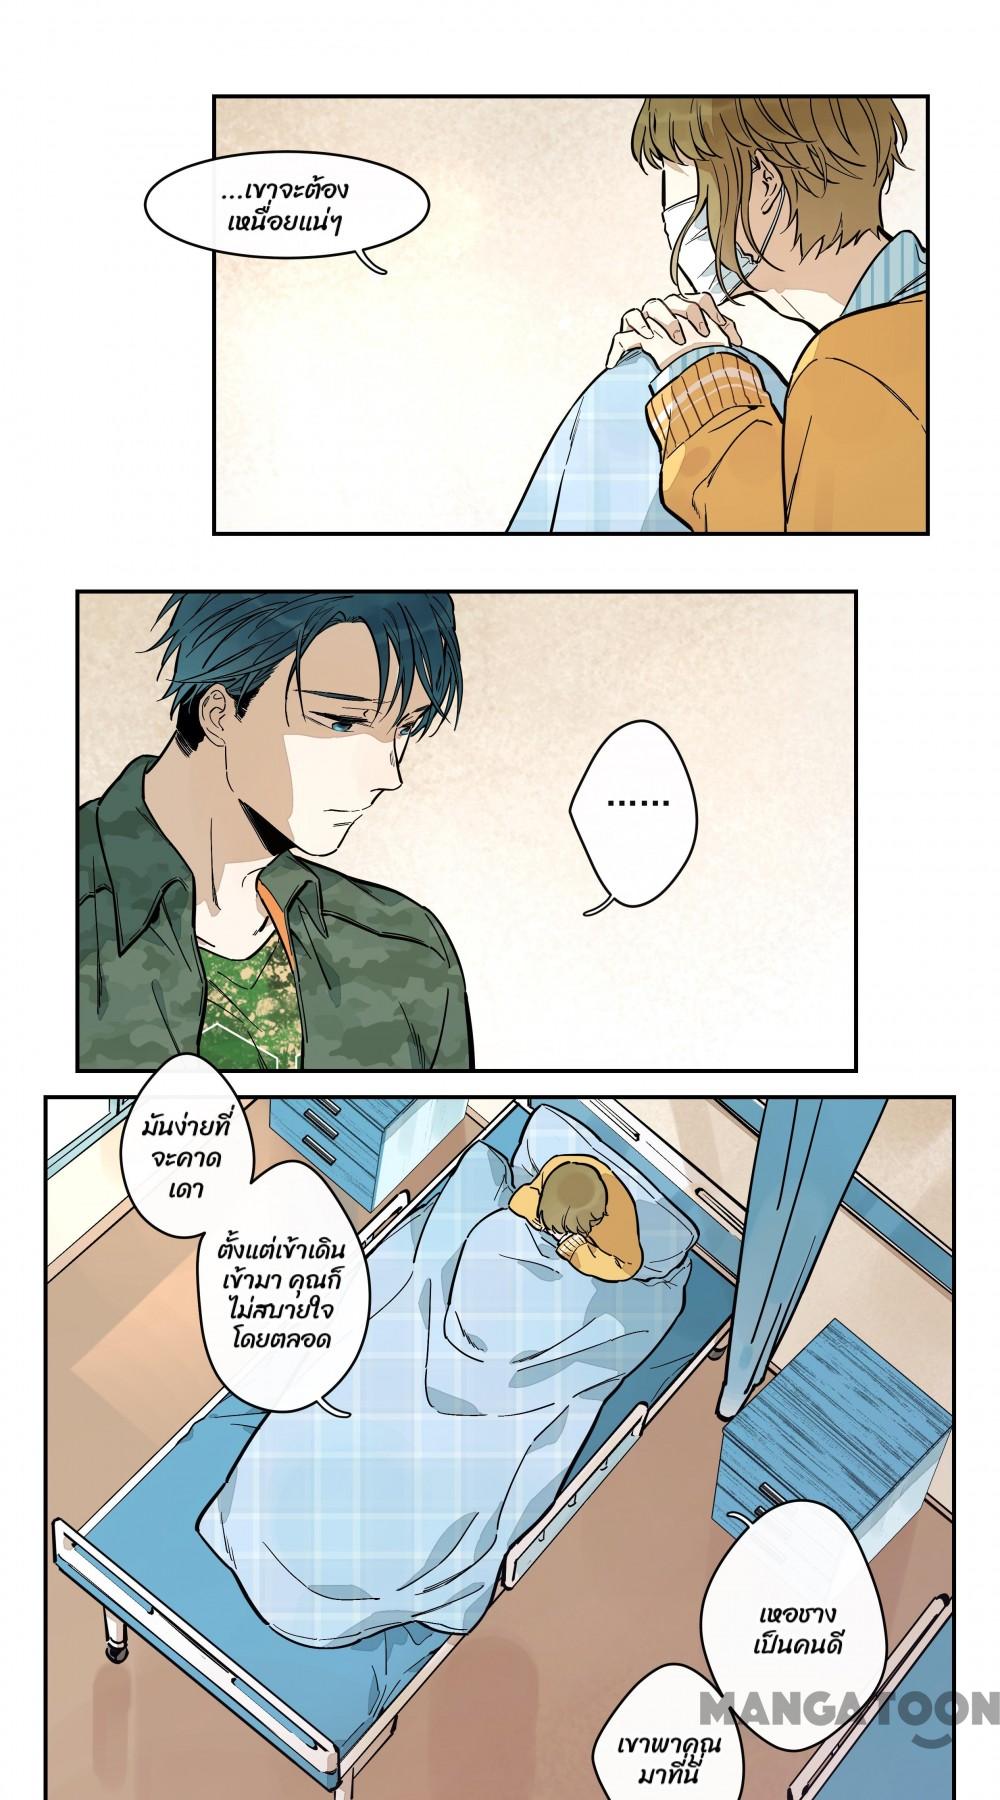 ...เขาจะต้อง
เหนื่อยแน่ๆ
......
มันง่ายที่
จะคาด
เดา
ตั้งแต่เข้าเดิน
เข้ามา คุณก็
ไม่สบายใจ
โดยตลอด
เหอชาง
เป็นคนดี
MANGATOON
เขาพาคุณ
มาที่นี่